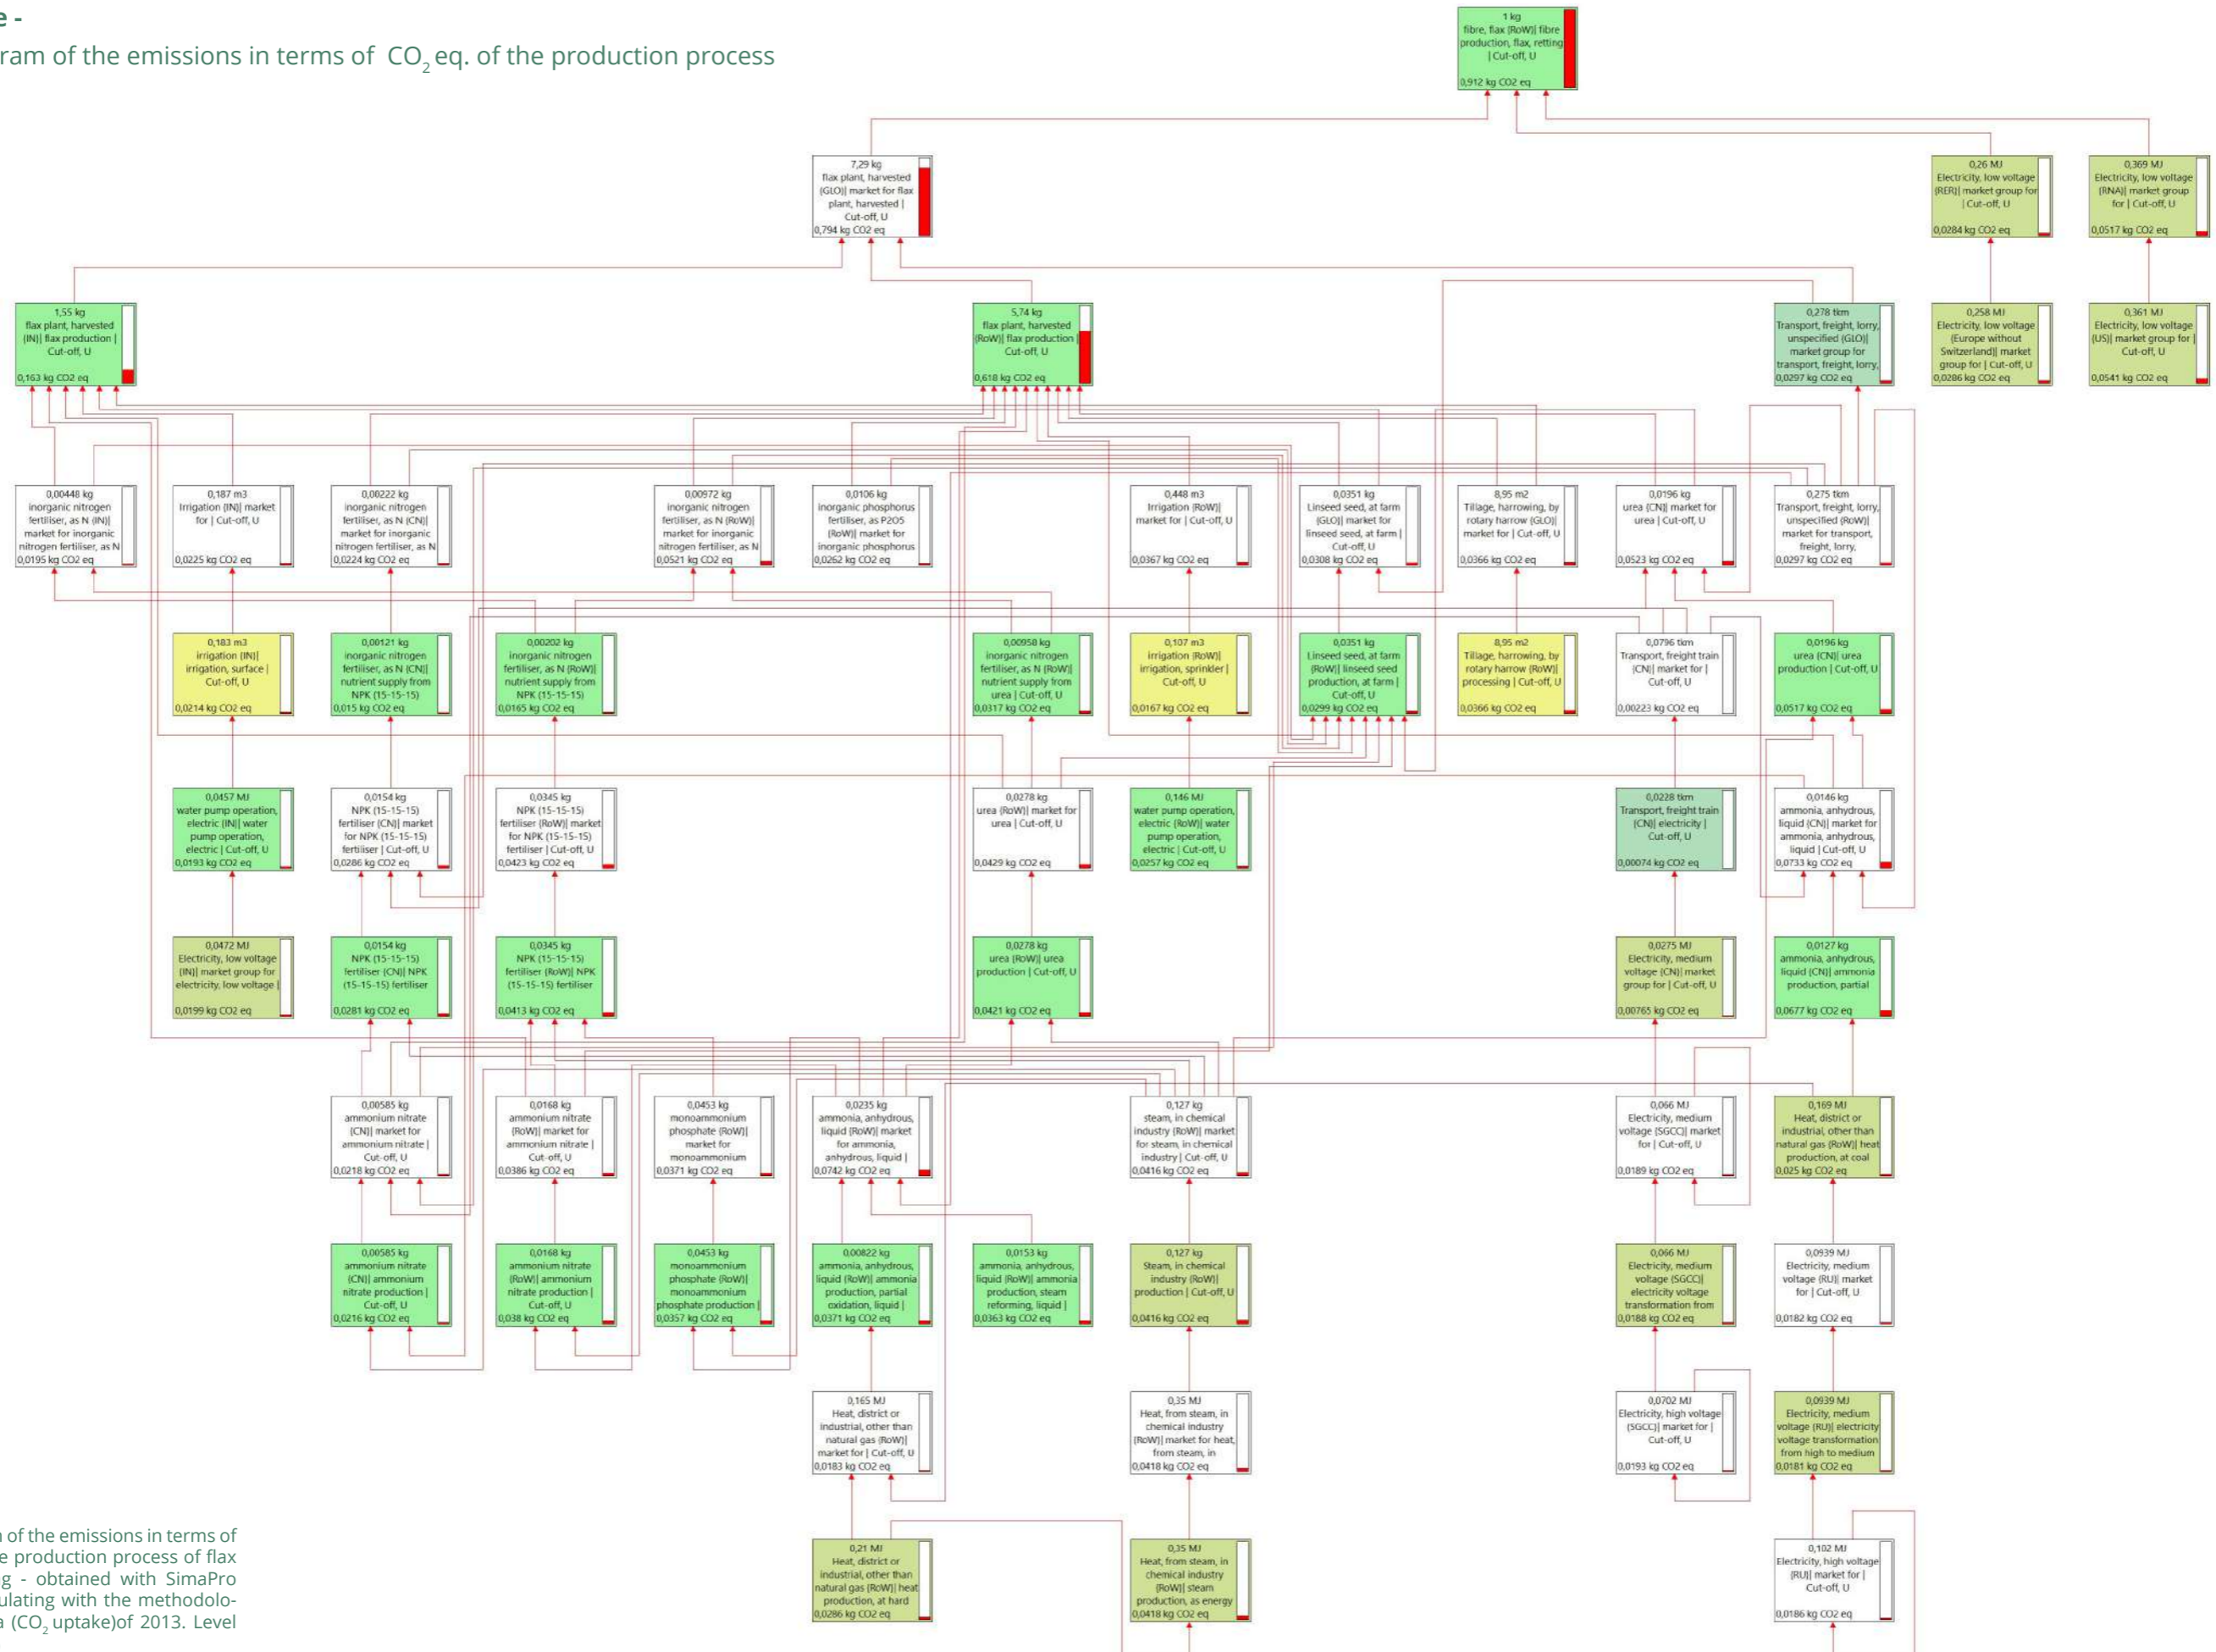 e -
ram of the emissions in terms of CO2 eq. of the production process
1 kg
fibre, flax {RoW}| fibre
production, flax, retting
| Cut-off, U
0,912 kg CO2 eq
7,29 kg
flax plant, harvested
{GLO}| market for flax
plant, harvested |
Cut-off, U
0,794 kg CO2 eq
0,26 MJ
Electricity, low voltage
{RER}| market group for
| Cut-off, U
0,0284 kg CO2 eq
0,369 MJ
Electricity, low voltage
{RNA}| market group
for | Cut-off, U
0,0517 kg CO2 eq
1,55 kg
flax plant, harvested
{IN}| flax production |
Cut-off, U
0,163 kg CO2 eq
5,74 kg
flax plant, harvested
{RoW}| flax production |
Cut-off, U
0,618 kg CO2 eq
0,278 tkm
Transport, freight, lorry,
unspecified {GLO}|
market group for
transport, freight, lorry,
0,0297 kg CO2 eq
0,258 MJ
Electricity, low voltage
{Europe without
Switzerland}| market
group for | Cut-off, U
0,0286 kg CO2 eq
0,361 MJ
Electricity, low voltage
{US}| market group for |
Cut-off, U
0,0541 kg CO2 eq
0,00448 kg
inorganic nitrogen
fertiliser, as N {IN}|
market for inorganic
nitrogen fertiliser, as N
0,0195 kg CO2 eq
0,187 m3
Irrigation {IN}| market
for | Cut-off, U
0,0225 kg CO2 eq
0,00222 kg
inorganic nitrogen
fertiliser, as N {CN}|
market for inorganic
nitrogen fertiliser, as N
0,0224 kg CO2 eq
0,00972 kg
inorganic nitrogen
fertiliser, as N {RoW}|
market for inorganic
nitrogen fertiliser, as N
0,0521 kg CO2 eq
0,0106 kg
inorganic phosphorus
fertiliser, as P2O5
{RoW}| market for
inorganic phosphorus
0,0262 kg CO2 eq
0,448 m3
Irrigation {RoW}|
market for | Cut-off, U
0,0367 kg CO2 eq
0,0351 kg
Linseed seed, at farm
{GLO}| market for
linseed seed, at farm |
Cut-off, U
0,0308 kg CO2 eq
8,95 m2
Tillage, harrowing, by
rotary harrow {GLO}|
market for | Cut-off, U
0,0366 kg CO2 eq
0,0196 kg
urea {CN}| market for
urea | Cut-off, U
0,0523 kg CO2 eq
0,275 tkm
Transport, freight, lorry,
unspecified {RoW}|
market for transport,
freight, lorry,
0,0297 kg CO2 eq
0,183 m3
irrigation {IN}|
irrigation, surface |
Cut-off, U
0,0214 kg CO2 eq
0,00121 kg
inorganic nitrogen
fertiliser, as N {CN}|
nutrient supply from
NPK (15-15-15)
0,015 kg CO2 eq
0,00202 kg
inorganic nitrogen
fertiliser, as N {RoW}|
nutrient supply from
NPK (15-15-15)
0,0165 kg CO2 eq
0,00958 kg
inorganic nitrogen
fertiliser, as N {RoW}|
nutrient supply from
urea | Cut-off, U
0,0317 kg CO2 eq
0,107 m3
irrigation {RoW}|
irrigation, sprinkler |
Cut-off, U
0,0167 kg CO2 eq
0,0351 kg
Linseed seed, at farm
{RoW}| linseed seed
production, at farm |
Cut-off, U
0,0299 kg CO2 eq
8,95 m2
Tillage, harrowing, by
rotary harrow {RoW}|
processing | Cut-off, U
0,0366 kg CO2 eq
0,0796 tkm
Transport, freight train
{CN}| market for |
Cut-off, U
0,00223 kg CO2 eq
0,0196 kg
urea {CN}| urea
production | Cut-off, U
0,0517 kg CO2 eq
0,0457 MJ
water pump operation,
electric {IN}| water
pump operation,
electric | Cut-off, U
0,0193 kg CO2 eq
0,0154 kg
NPK (15-15-15)
fertiliser {CN}| market
for NPK (15-15-15)
fertiliser | Cut-off, U
0,0286 kg CO2 eq
0,0345 kg
NPK (15-15-15)
fertiliser {RoW}| market
for NPK (15-15-15)
fertiliser | Cut-off, U
0,0423 kg CO2 eq
0,0278 kg
urea {RoW}| market for
urea | Cut-off, U
0,0429 kg CO2 eq
0,146 MJ
water pump operation,
electric {RoW}| water
pump operation,
electric | Cut-off, U
0,0257 kg CO2 eq
0,0228 tkm
Transport, freight train
{CN}| electricity |
Cut-off, U
0,00074 kg CO2 eq
0,0146 kg
ammonia, anhydrous,
liquid {CN}| market for
ammonia, anhydrous,
liquid | Cut-off, U
0,0733 kg CO2 eq
0,0472 MJ
Electricity, low voltage
{IN}| market group for
electricity, low voltage |
0,0199 kg CO2 eq
0,0154 kg
NPK (15-15-15)
fertiliser {CN}| NPK
(15-15-15) fertiliser
0,0281 kg CO2 eq
0,0345 kg
NPK (15-15-15)
fertiliser {RoW}| NPK
(15-15-15) fertiliser
0,0413 kg CO2 eq
0,0278 kg
urea {RoW}| urea
production | Cut-off, U
0,0421 kg CO2 eq
0,0275 MJ
Electricity, medium
voltage {CN}| market
group for | Cut-off, U
0,00765 kg CO2 eq
0,0127 kg
ammonia, anhydrous,
liquid {CN}| ammonia
production, partial
0,0677 kg CO2 eq
0,00585 kg
ammonium nitrate
{CN}| market for
ammonium nitrate |
Cut-off, U
0,0218 kg CO2 eq
0,0168 kg
ammonium nitrate
{RoW}| market for
ammonium nitrate |
Cut-off, U
0,0386 kg CO2 eq
0,0453 kg
monoammonium
phosphate {RoW}|
market for
monoammonium
0,0371 kg CO2 eq
0,0235 kg
ammonia, anhydrous,
liquid {RoW}| market
for ammonia,
anhydrous, liquid |
0,0742 kg CO2 eq
0,127 kg
steam, in chemical
industry {RoW}| market
for steam, in chemical
industry | Cut-off, U
0,0416 kg CO2 eq
0,066 MJ
Electricity, medium
voltage {SGCC}| market
for | Cut-off, U
0,0189 kg CO2 eq
0,169 MJ
Heat, district or
industrial, other than
natural gas {RoW}| heat
production, at coal
0,025 kg CO2 eq
0,00585 kg
ammonium nitrate
{CN}| ammonium
nitrate production |
Cut-off, U
0,0216 kg CO2 eq
0,0168 kg
ammonium nitrate
{RoW}| ammonium
nitrate production |
Cut-off, U
0,038 kg CO2 eq
0,0453 kg
monoammonium
phosphate {RoW}|
monoammonium
phosphate production |
0,0357 kg CO2 eq
0,00822 kg
ammonia, anhydrous,
liquid {RoW}| ammonia
production, partial
oxidation, liquid |
0,0371 kg CO2 eq
0,0153 kg
ammonia, anhydrous,
liquid {RoW}| ammonia
production, steam
reforming, liquid |
0,0363 kg CO2 eq
0,127 kg
Steam, in chemical
industry {RoW}|
production | Cut-off, U
0,0416 kg CO2 eq
0,066 MJ
Electricity, medium
voltage {SGCC}|
electricity voltage
transformation from
0,0188 kg CO2 eq
0,0939 MJ
Electricity, medium
voltage {RU}| market
for | Cut-off, U
0,0182 kg CO2 eq
0,165 MJ
Heat, district or
industrial, other than
natural gas {RoW}|
market for | Cut-off, U
0,0183 kg CO2 eq
0,35 MJ
Heat, from steam, in
chemical industry
{RoW}| market for heat,
from steam, in
0,0418 kg CO2 eq
0,0702 MJ
Electricity, high voltage
{SGCC}| market for |
Cut-off, U
0,0193 kg CO2 eq
0,0939 MJ
Electricity, medium
voltage {RU}| electricity
voltage transformation
from high to medium
0,0181 kg CO2 eq
0,21 MJ
Heat, district or
industrial, other than
natural gas {RoW}| heat
production, at hard
0,0286 kg CO2 eq
0,35 MJ
Heat, from steam, in
chemical industry
{RoW}| steam
production, as energy
0,0418 kg CO2 eq
0,102 MJ
Electricity, high voltage
{RU}| market for |
Cut-off, U
0,0186 kg CO2 eq
of the emissions in terms of
e production process of flax
g - obtained with SimaPro
ulating with the methodolo-
a (CO2 uptake)of 2013. Level